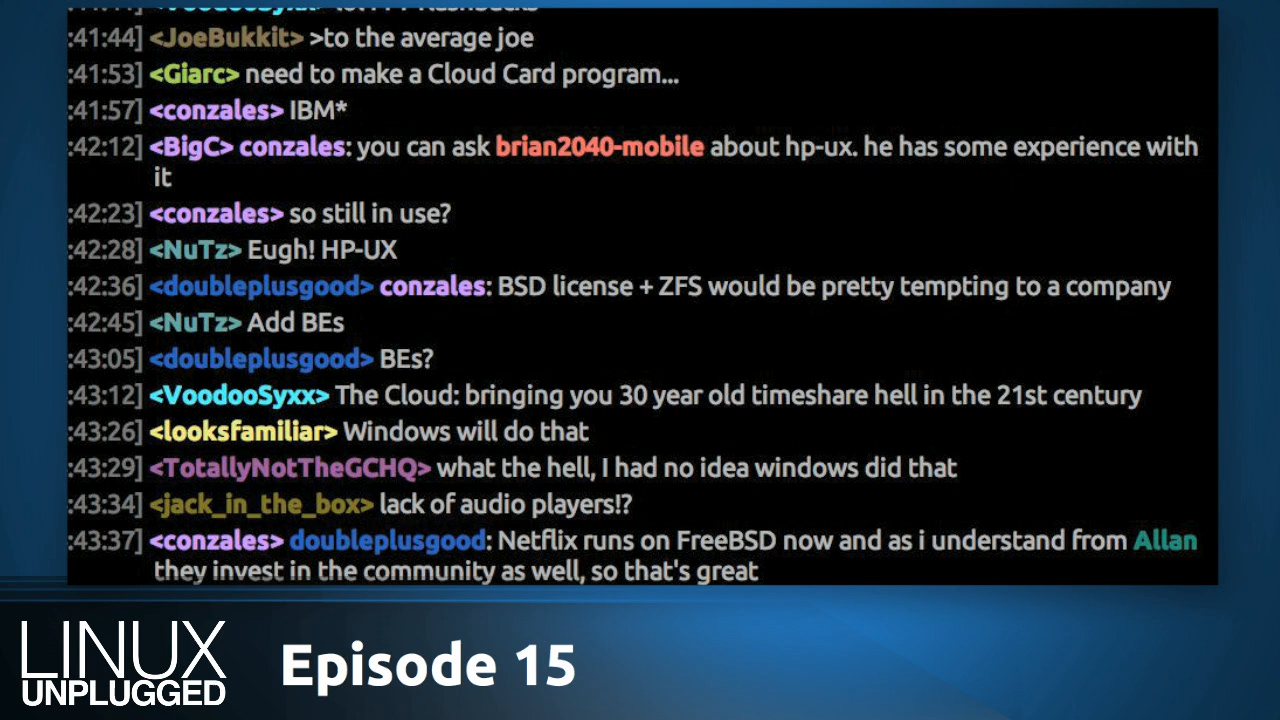 :41:44] <JoeBukkit> >to the average joe
:41:53] <Giarc> need to make a Cloud Card program...
:41:57] <conzales> IBM*
:42:12] <BigC> conzales: you can ask brian2040-mobile about hp-ux. he has some experience with
it
:42:23] <conzales> so still in use?
:42:28] <NuTz> Eugh! HP-UX
:42:36] <doubleplusgood> conzales: BSD license + ZFS would be pretty tempting to a company
:42:45] <NuTz> Add BEs
:43:05] <doubleplusgood> BEs?
:43:12] <VoodooSyxx> The Cloud: bringing you 30 year old timeshare hell in the 21st century
:43:26] <looksfamiliar> Windows will do that
:43:29] <TotallyNotTheGCHQ> what the hell, I had no idea windows did that
:43:34] <jack_in_the_box> lack of audio players!?
:43:37] <conzales> doubleplusgood: Netflix runs on FreeBSD now and as i understand from Allan
they invest in the community as well, so that's great
LINUX
UNPLUGGED
Episode 15